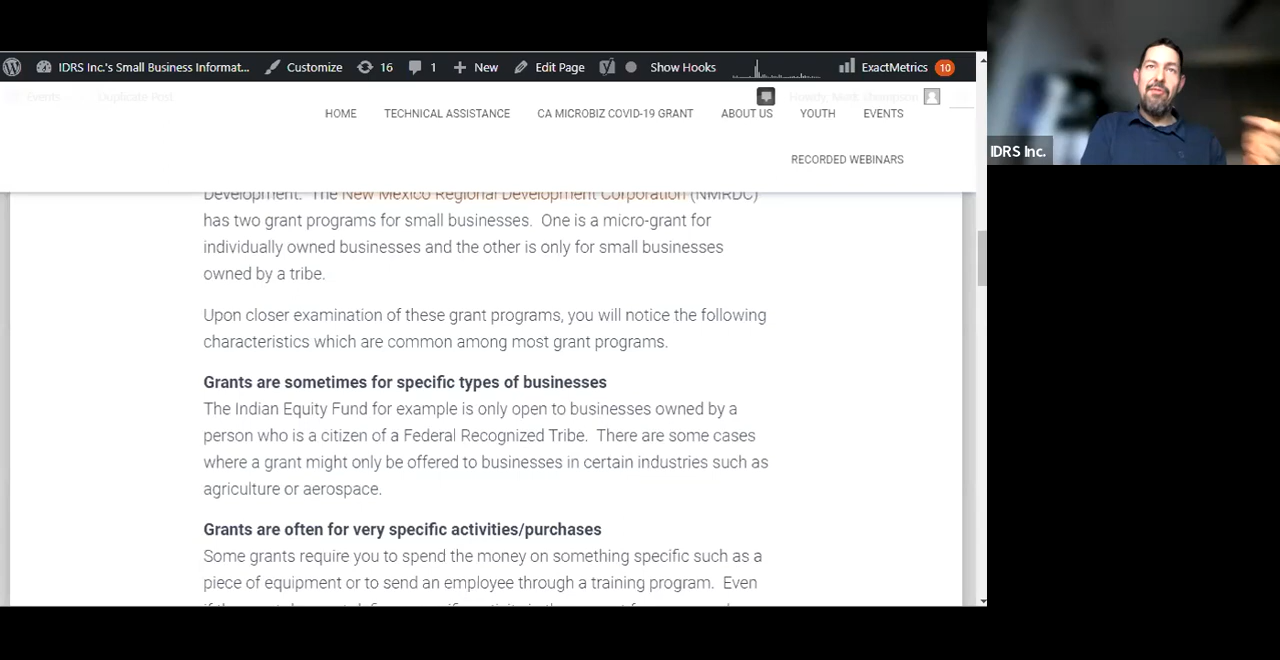 IDRS Inc.'s Small Business Informat... Customize 16 1 New Edit Page Show Hooks ExactMetrics 10
Events Duplicate Post Howdy,
HOME TECHNICAL ASSISTANCE CA MICROBIZ COVID-19 GRANT ABOUT US YOUTH EVENTS
RECORDED WEBINARS
IDRS Inc.
Development. The New Mexico Regional Development Corporation (NMRDC)
has two grant programs for small businesses. One is a micro-grant for
individually owned businesses and the other is only for small businesses
owned by a tribe.
Upon closer examination of these grant programs, you will notice the following
characteristics which are common among most grant programs.
Grants are sometimes for specific types of businesses
The Indian Equity Fund for example is only open to businesses owned by a
person who is a citizen of a Federal Recognized Tribe. There are some cases
where a grant might only be offered to businesses in certain industries such as
agriculture or aerospace.
Grants are often for very specific activities/purchases
Some grants require you to spend the money on something specific such as a
piece of equipment or to send an employee through a training program. Even